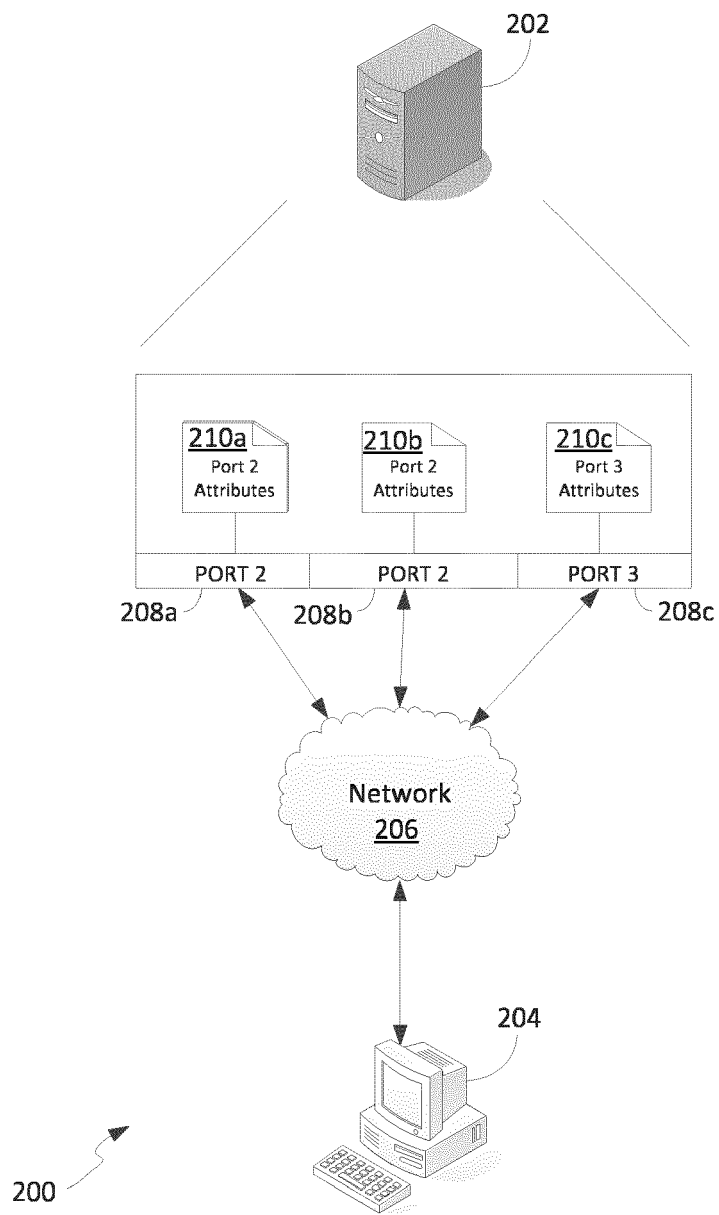 202
210a
Port 2
Attributes
210b
Port 2
Attributes
210c
Port 3
Attributes
PORT 2
PORT 2
PORT 3
208a
208b
208c
Network
206
204
200